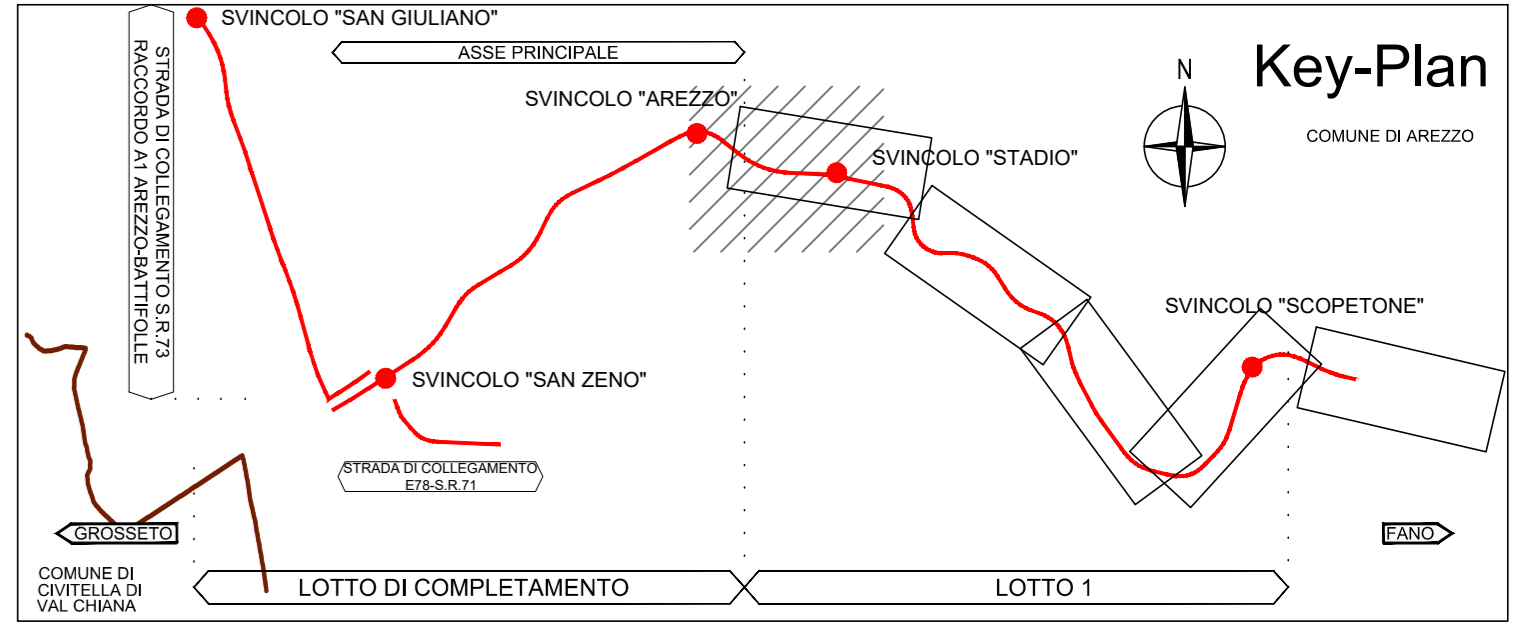 SVINCOLO "SAN GIULIANO"
ASSE PRINCIPALE
Key-Plan
N
STRADA DI COLLEGAMENTO S.R.73
RACCORDO A1 AREZZO-BATTIFOLLE
SVINCOLO "AREZZO"
COMUNE DI AREZZO
SVINCOLO "STADIO"
SVINCOLO "SCOPETONE"
SVINCOLO "SAN ZENO"
STRADA DI COLLEGAMENTO
E78-S.R.71
GROSSETO
FANO
COMUNE DI
CIVITELLA DI
VAL CHIANA
LOTTO DI COMPLETAMENTO
LOTTO 1